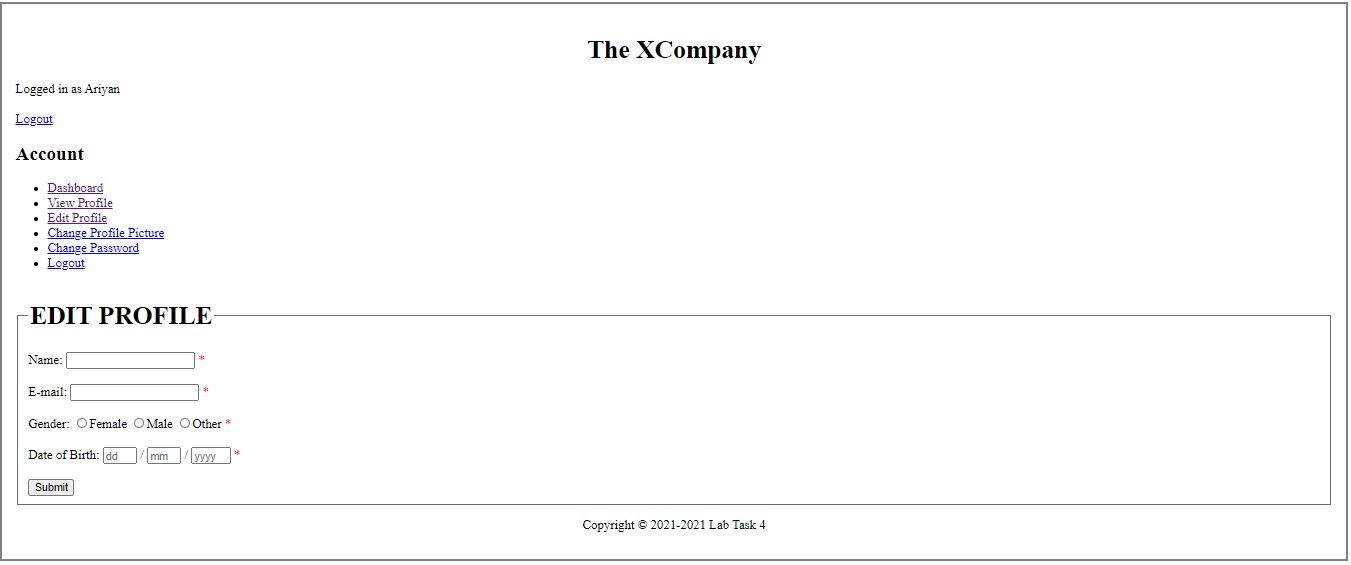 The XCompany
Logged in as Ariyan
Logout
Account
Dashboard
View Profile
Edit Profile
Change Profile Picture
Change Password
Logout
EDIT PROFILE
Name: *
E-mail: *
Gender: Female Male Other *
Date of Birth: dd / mm / yyyy *
Submit
Copyright © 2021-2021 Lab Task 4